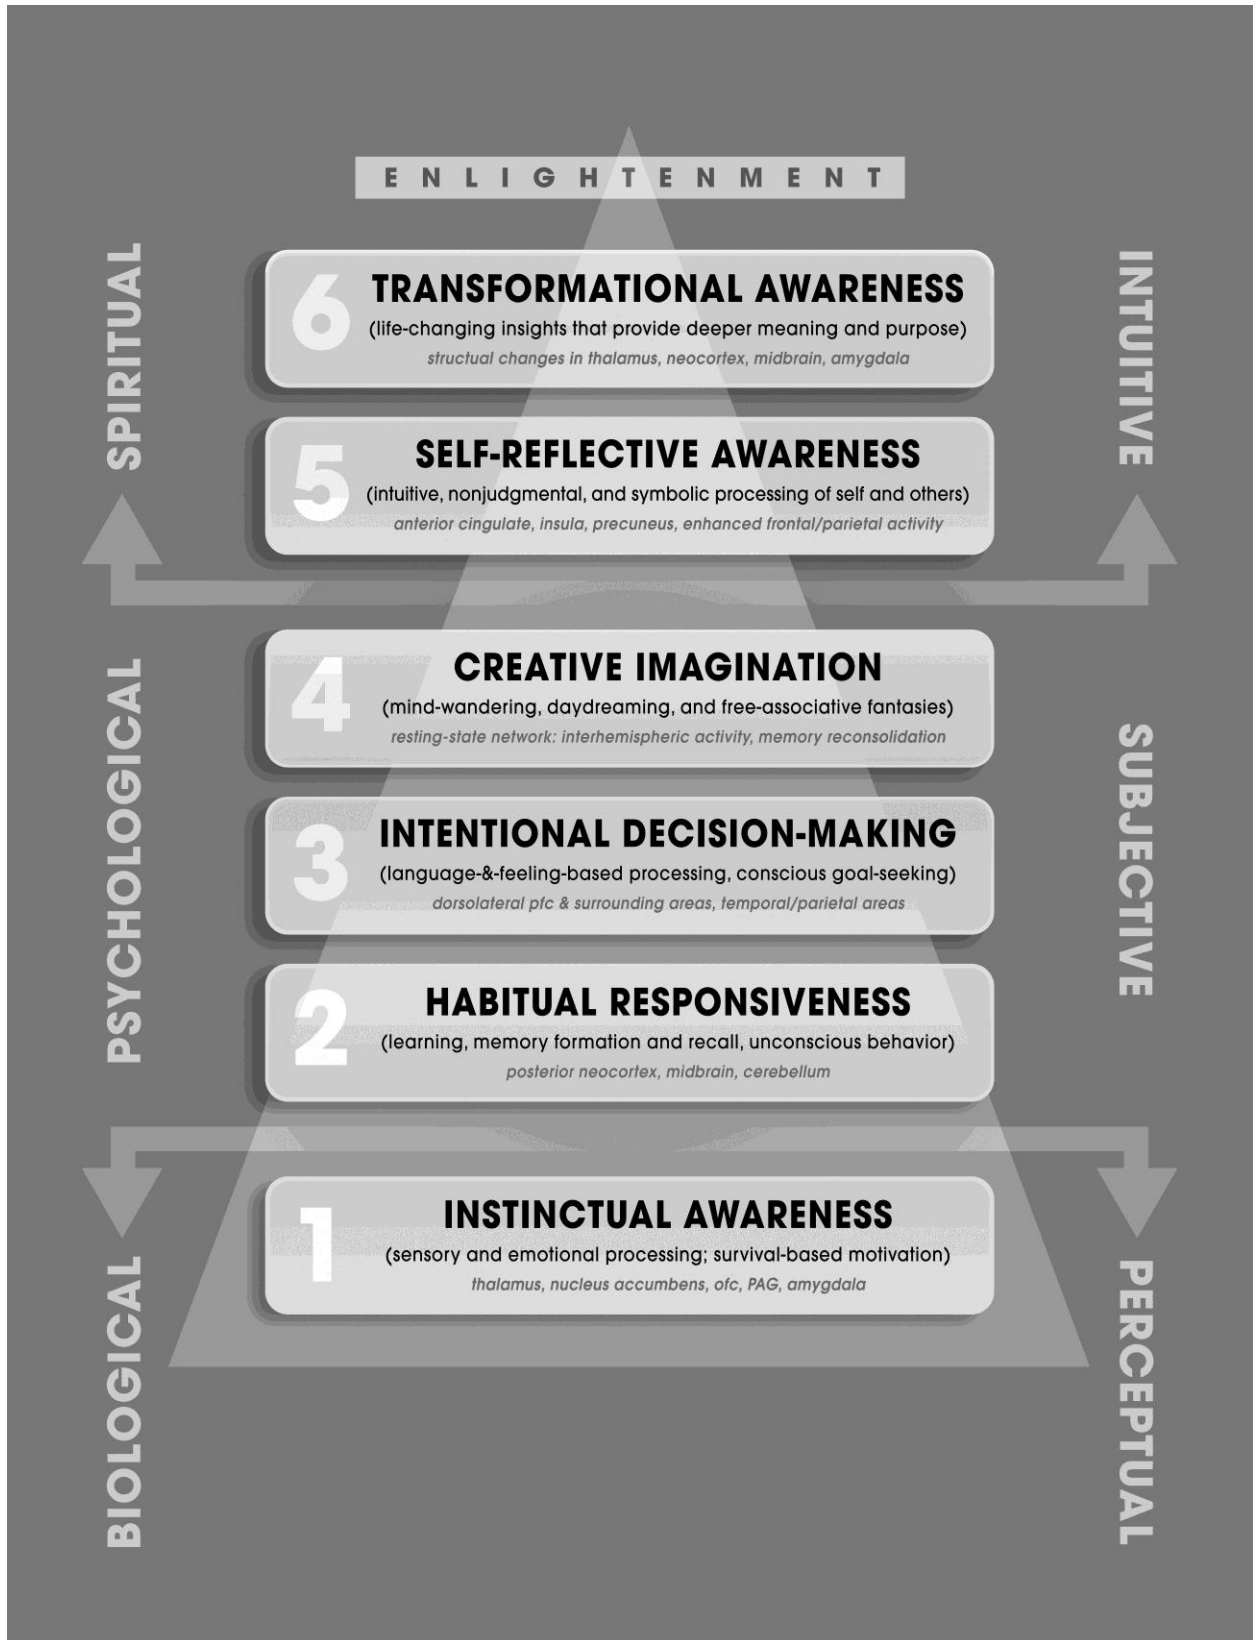 ENLIGHTENMENT
SPIRITUAL
INTUITIVE
6
TRANSFORMATIONAL AWARENESS
(life-changing insights that provide deeper meaning and purpose)
structual changes in thalamus, neocortex, midbrain, amygdala
5
SELF-REFLECTIVE AWARENESS
(intuitive, nonjudgmental, and symbolic processing of self and others)
anterior cingulate, insula, precuneus, enhanced frontal/parietal activity
PSYCHOLOGICAL
SUBJECTIVE
4
CREATIVE IMAGINATION
(mind-wandering, daydreaming, and free-associative fantasies)
resting-state network: interhemispheric activity, memory reconsolidation
3
INTENTIONAL DECISION-MAKING
(language-&-feeling-based processing, conscious goal-seeking)
dorsolateral pfc & surrounding areas, temporal/parietal areas
2
HABITUAL RESPONSIVENESS
(learning, memory formation and recall, unconscious behavior)
posterior neocortex, midbrain, cerebellum
BIOLOGICAL
PERCEPTUAL
1
INSTINCTUAL AWARENESS
(sensory and emotional processing; survival-based motivation)
thalamus, nucleus accumbens, ofc, PAG, amygdala